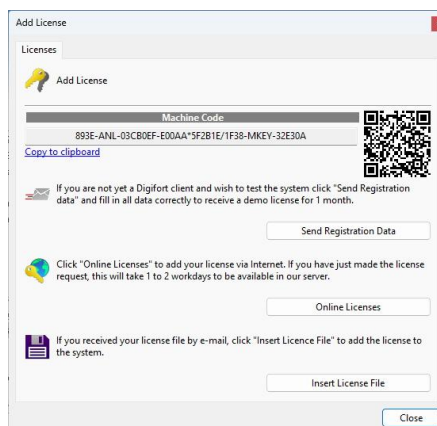 Add License
Licenses
Add License
Machine Code
893E-ANL-03CB0EF-E00AA*5F2B1E/1F38-MKEY-32E30A
Copy to clipboard
If you are not yet a Digifort client and wish to test the system click "Send Registration
data" and fill in all data correctly to receive a demo license for 1 month.
Send Registration Data
Click "Online Licenses" to add your license via Internet. If you have just made the license
request, this will take 1 to 2 workdays to be available in our server.
Online Licenses
If you received your license file by e-mail, click "Insert Licence File" to add the license to
the system.
Insert License File
Close